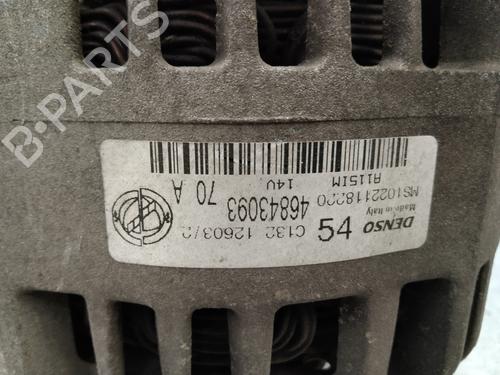 DENSO
Made in Italy
54
MS1022118220
A115IM
C132 12603/2
46843093 70 A
14V
B-PARTS